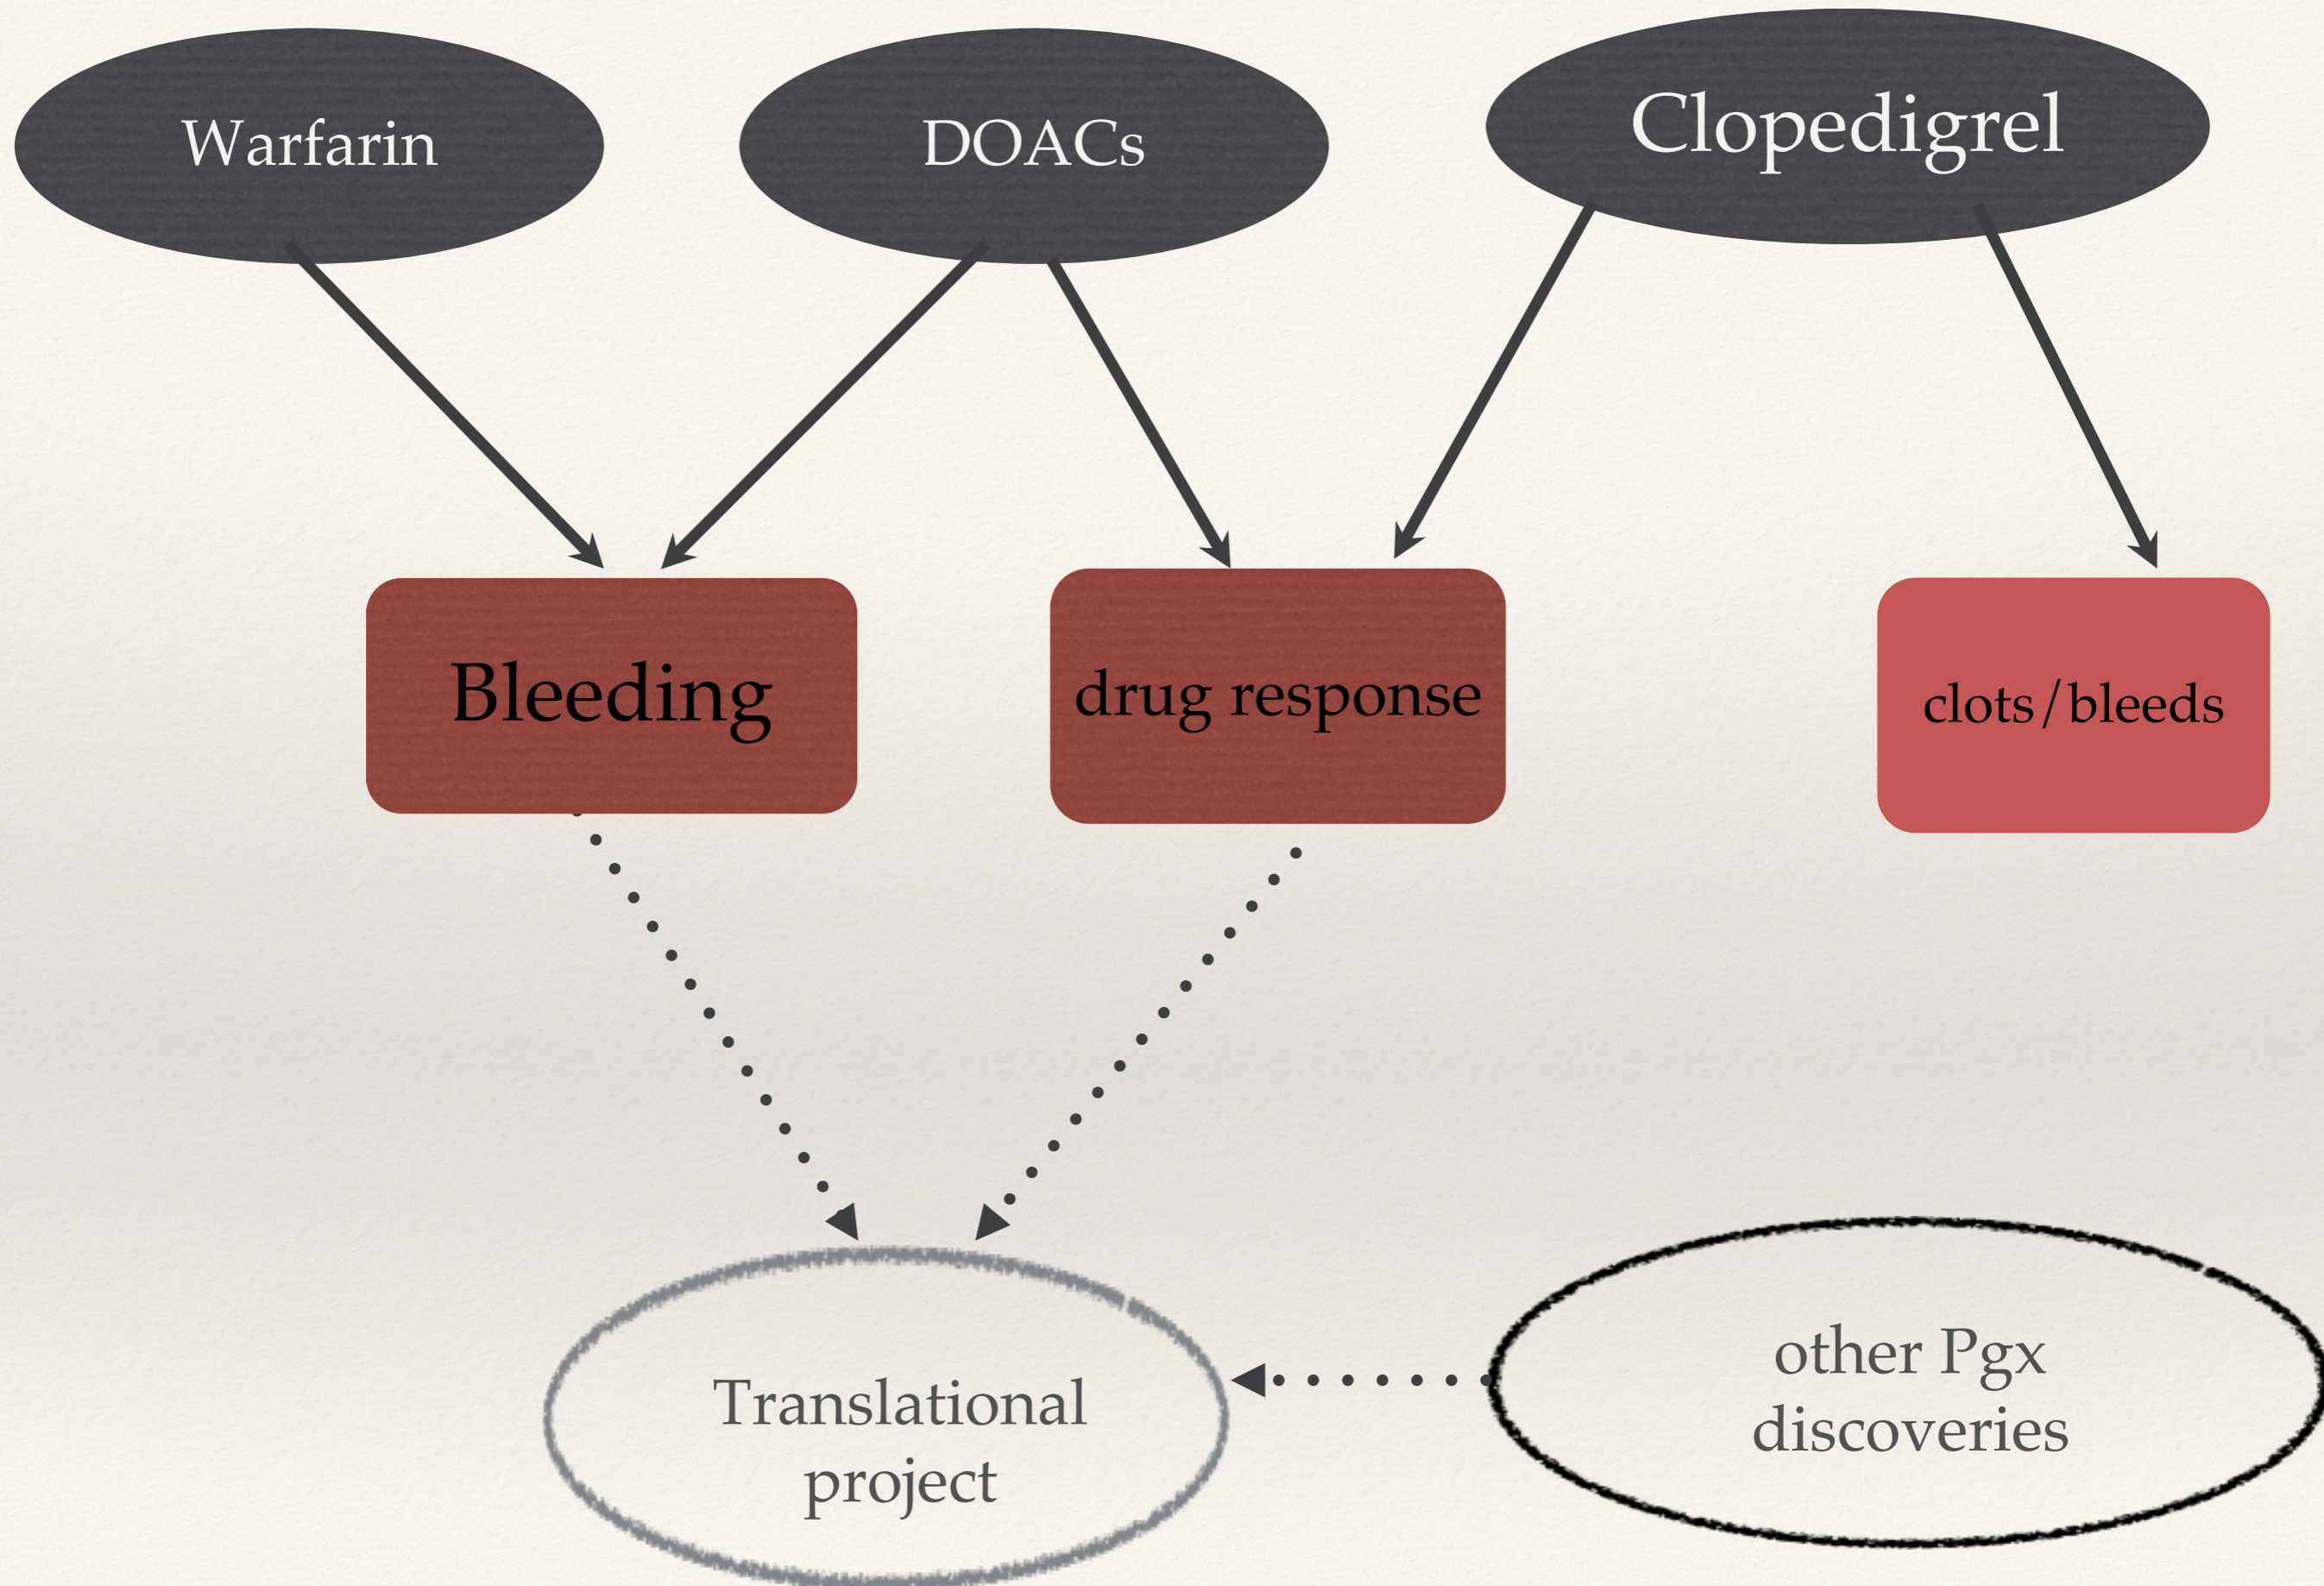 Warfarin
DOACs
Clopedigrel
Bleeding
drug response
clots/bleeds
Translational
project
other Pgx
discoveries